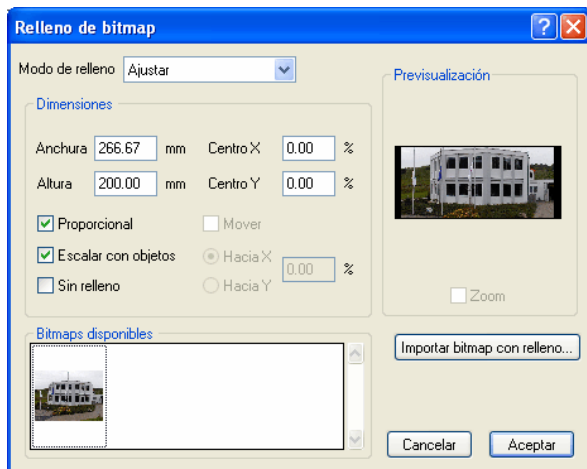 Relleno de bitmap
Modo de relleno Ajustar
Previsualización
Dimensiones
Anchura 266.67 mm Centro X 0.00 %
Altura 200.00 mm Centro Y 0.00 %
Proporcional Mover
Escalar con objetos Hacia X 0.00 %
Sin relleno Hacia Y
Zoom
Bitmaps disponibles
Importar bitmap con relleno...
Cancelar Aceptar